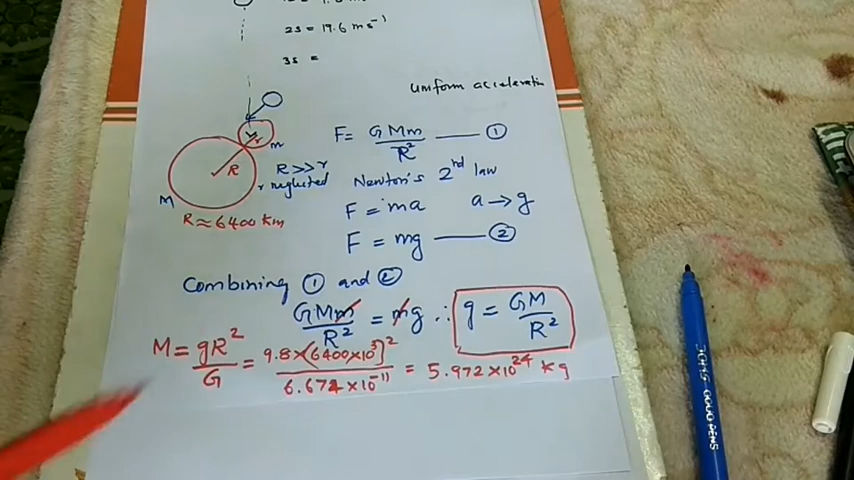 2s = 19.6 ms⁻¹
3s =
uniform acceleration
F = GMm/R² ——— ①
r
m
R
R >> r
r neglected
M
R ≈ 6400 km
Newton's 2nd law
F = ma a → g
F = mg ——— ②
Combining ① and ②
GMm/R² = mg ∴ g = GM/R²
M = gR²/G = 9.8 × (6400 × 10³)²/6.674 × 10⁻¹¹ = 5.972 × 10²⁴ kg